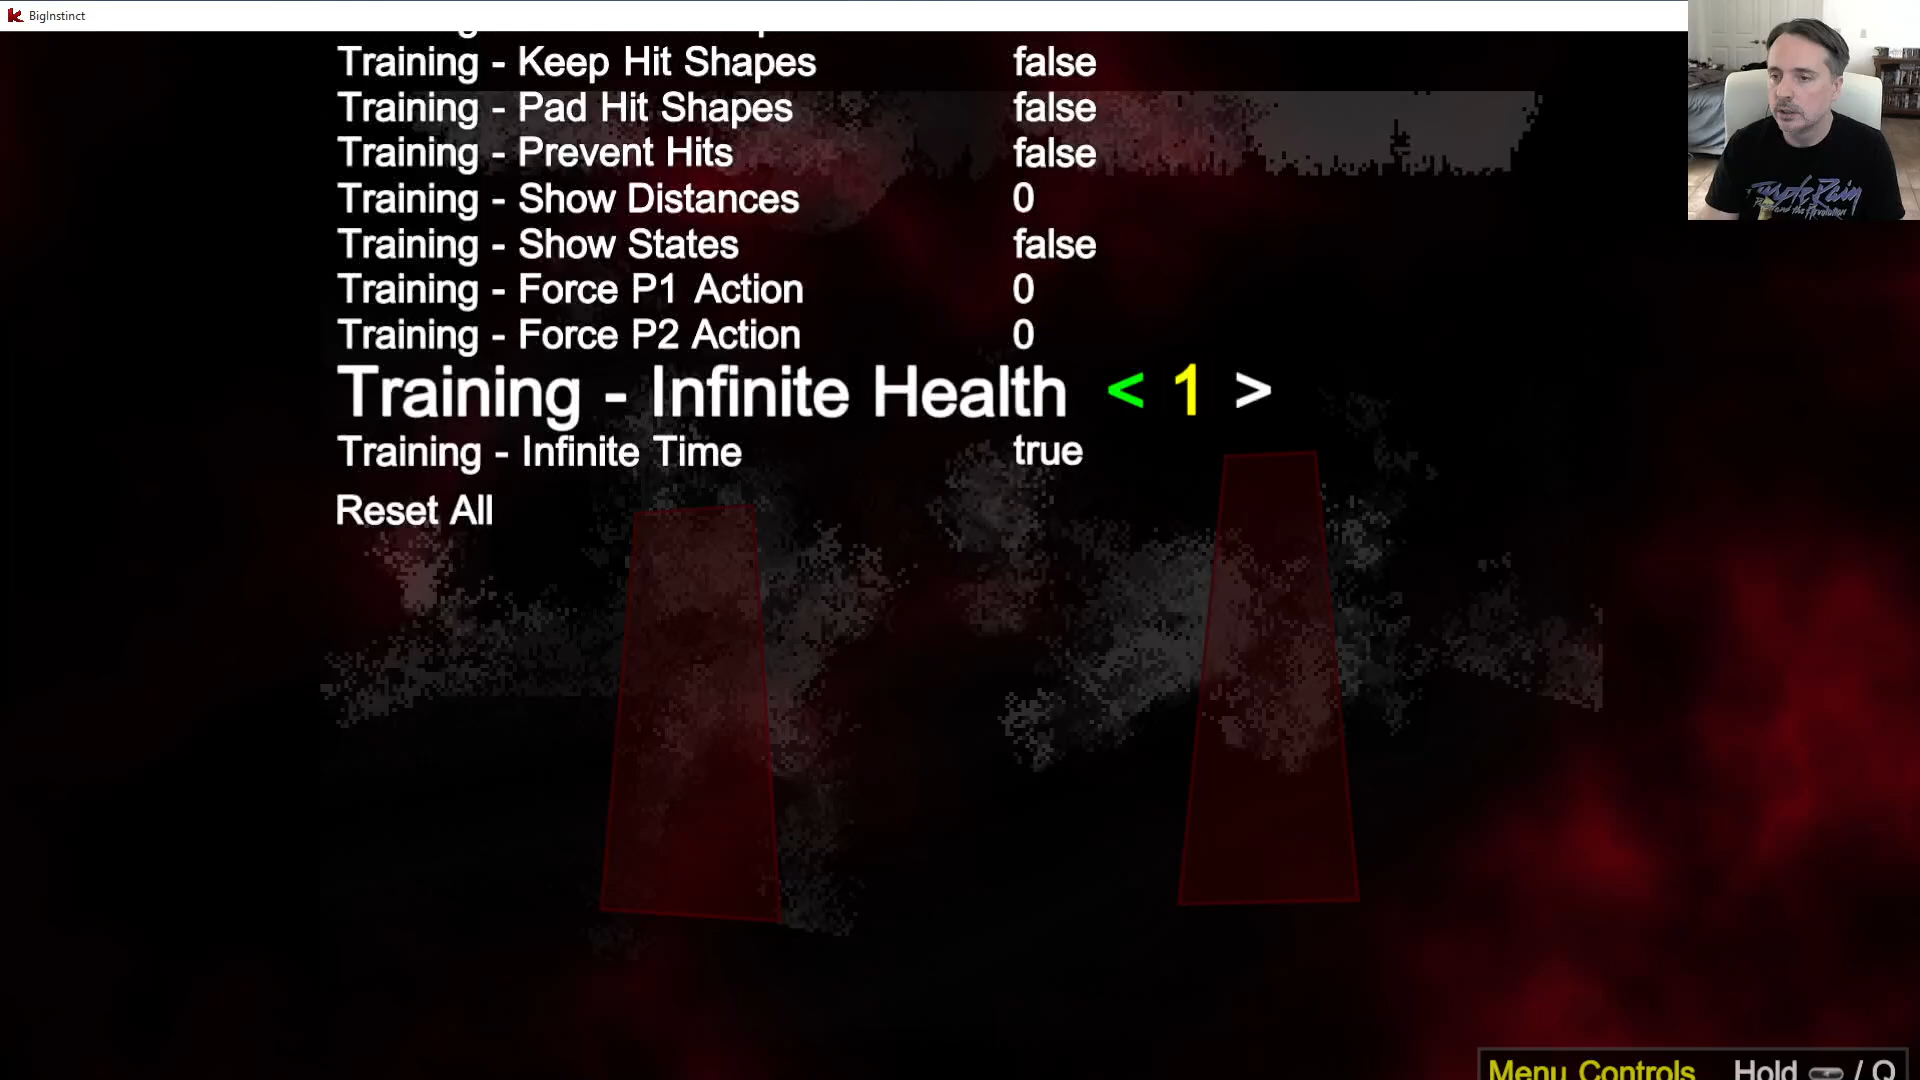 BigInstinct
Training - Keep Hit Shapes false
Training - Pad Hit Shapes false
Training - Prevent Hits false
Training - Show Distances 0
Training - Show States false
Training - Force P1 Action 0
Training - Force P2 Action 0
Training - Infinite Health < 1 >
Training - Infinite Time true
Reset All
Purple Rain
Menu Controls Hold / Q